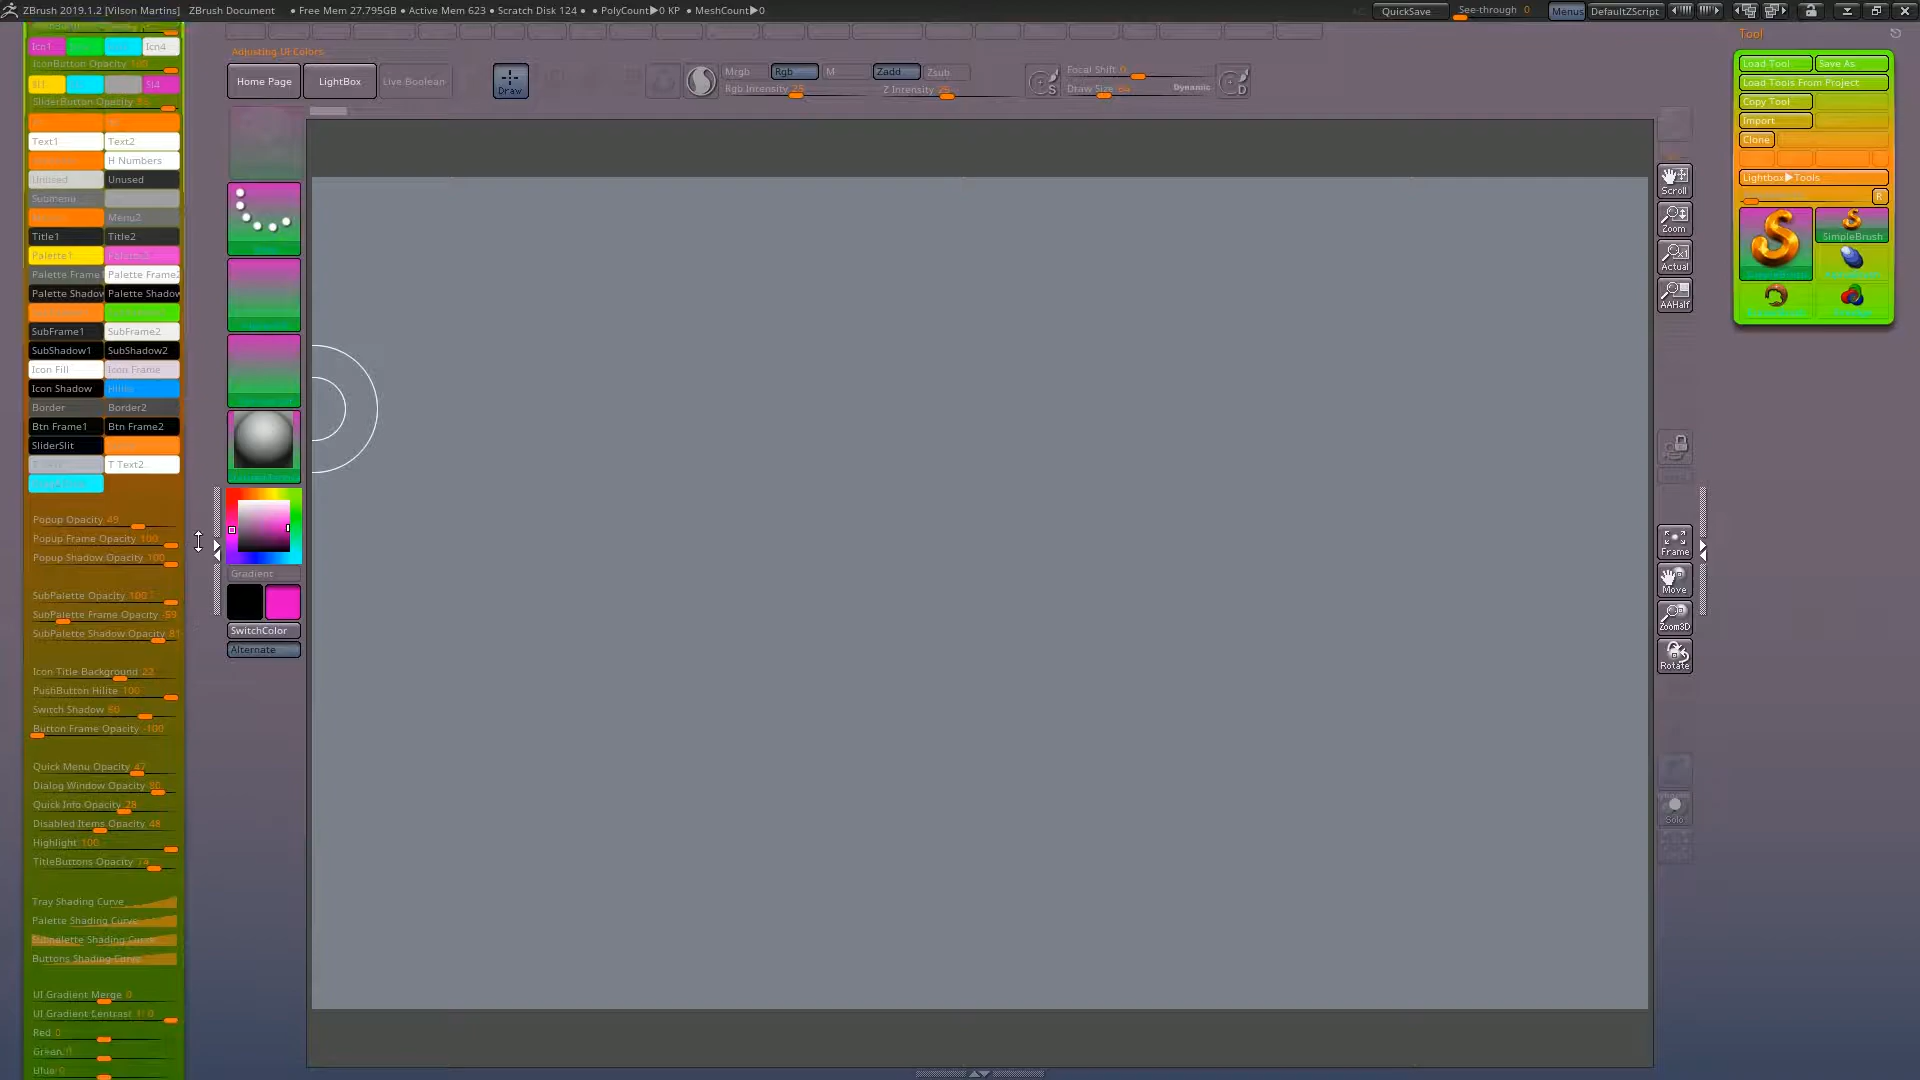 ZBrush 2019.1.2 [Vilson Martins] ZBrush Document • Free Mem 27.795GB • Active Mem 623 • Scratch Disk 124 • • PolyCount▶0 KP • MeshCount▶0
AC QuickSave See-through 0 Menus DefaultZScript
Adjusting UI Colors
Home Page LightBox Live Boolean Draw
Mrgb Rgb M Zadd Zsub
Rgb Intensity 25 Z Intensity 25
Focal Shift 0
Draw Size 64 Dynamic
S D
Icn1 Icn4
IconButton Opacity 100
Sl1 Sl4
SliderButton Opacity
Text1 Text2
H Numbers
Unused Unused
Submenu
Menu2
Title1 Title2
Palette1 Palette2
Palette Frame1 Palette Frame2
Palette Shadow Palette Shadow
SubFrame1 SubFrame2
SubShadow1 SubShadow2
Icon Fill Icon Frame
Icon Shadow Hilite
Border Border2
Btn Frame1 Btn Frame2
SliderSlit
T Text T Text2
Popup Opacity 49
Popup Frame Opacity 100
Popup Shadow Opacity 100
SubPalette Opacity 100
SubPalette Frame Opacity -59
SubPalette Shadow Opacity 81
Icon Title Background 22
PushButton Hilite 100
Switch Shadow
Button Frame Opacity -100
Quick Menu Opacity 47
Dialog Window Opacity
Quick Info Opacity 28
Disabled Items Opacity 48
Highlight 100
TitleButtons Opacity
Tray Shading Curve
Palette Shading Curve
Subpalette Shading Curve
Buttons Shading Curve
UI Gradient Merge 0
UI Gradient Contrast
Red 0
Green
Blue 0
Gradient
SwitchColor
Alternate
Scroll
Zoom
Actual
AAHalf
Frame
Move
Zoom3D
Rotate
Solo
Tool
Load Tool Save As
Load Tools From Project
Copy Tool
Import
Clone
Lightbox▶Tools
R
SimpleBrush